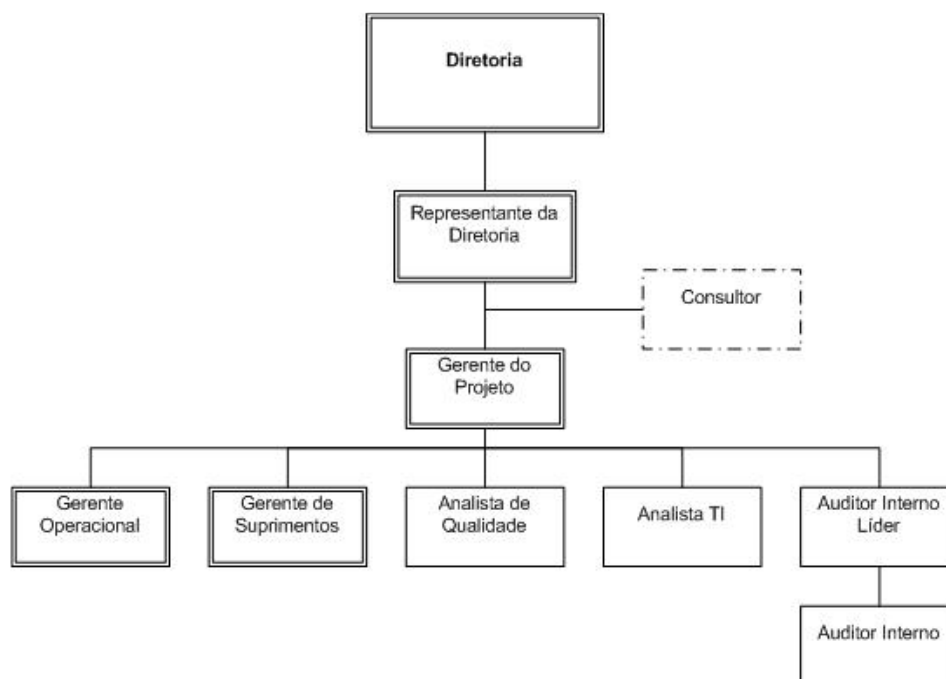 Diretoria
Representante da
Diretoria
Consultor
Gerente do
Projeto
Gerente
Operacional
Gerente de
Suprimentos
Analista de
Qualidade
Analista TI
Auditor Interno
Líder
Auditor Interno